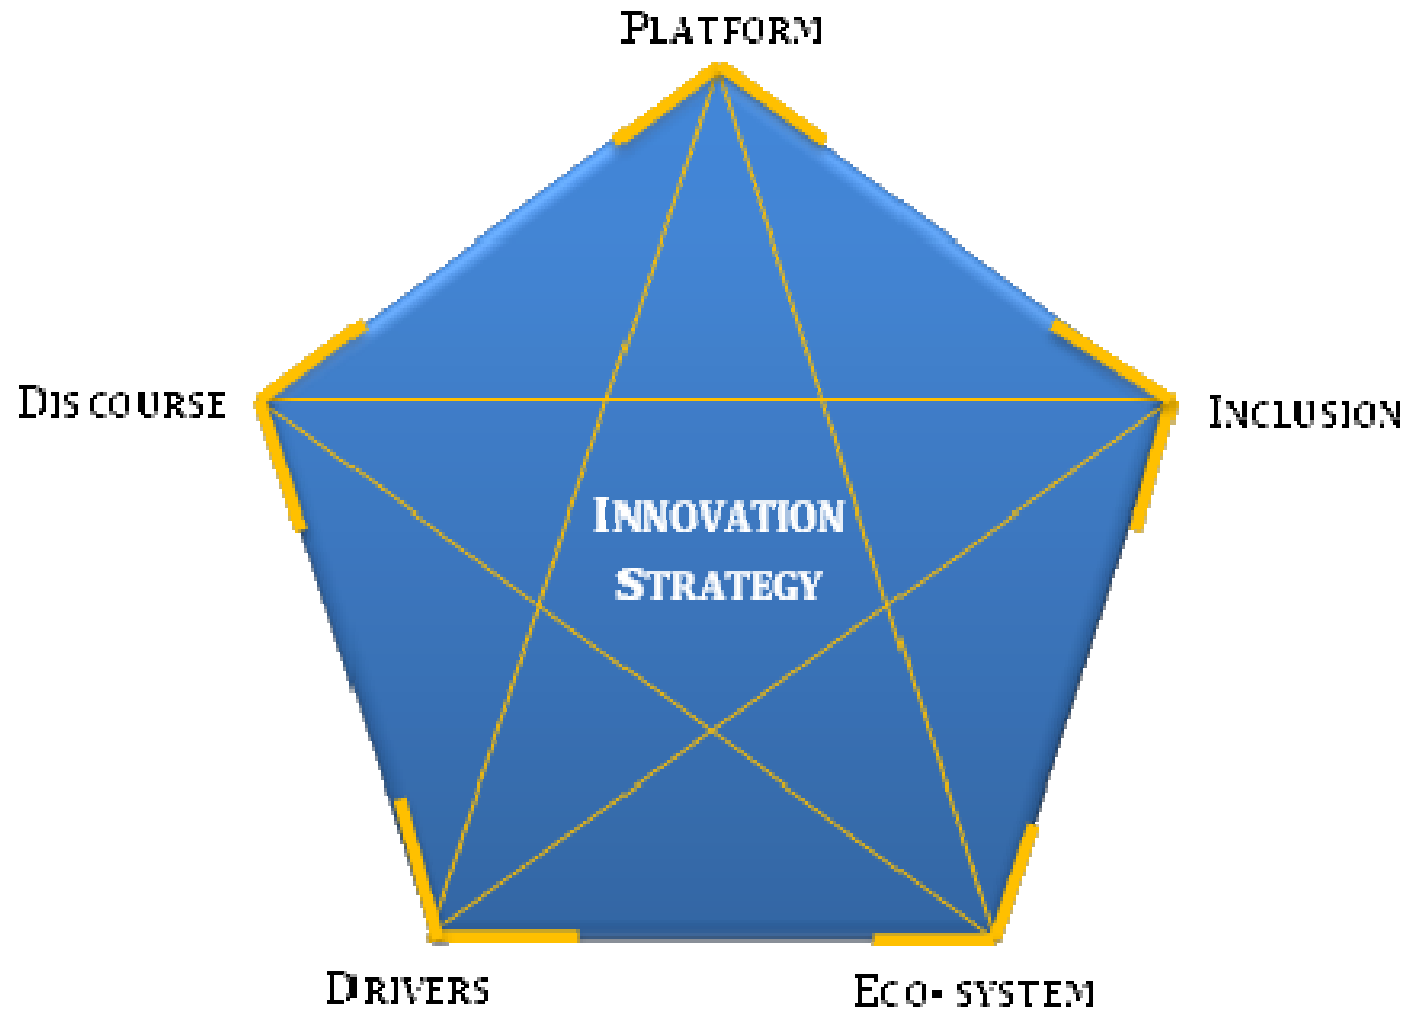 PLATFORM
DISCOURSE
INCLUSION
INNOVATION
STRATEGY
DRIVERS
ECO-SYSTEM